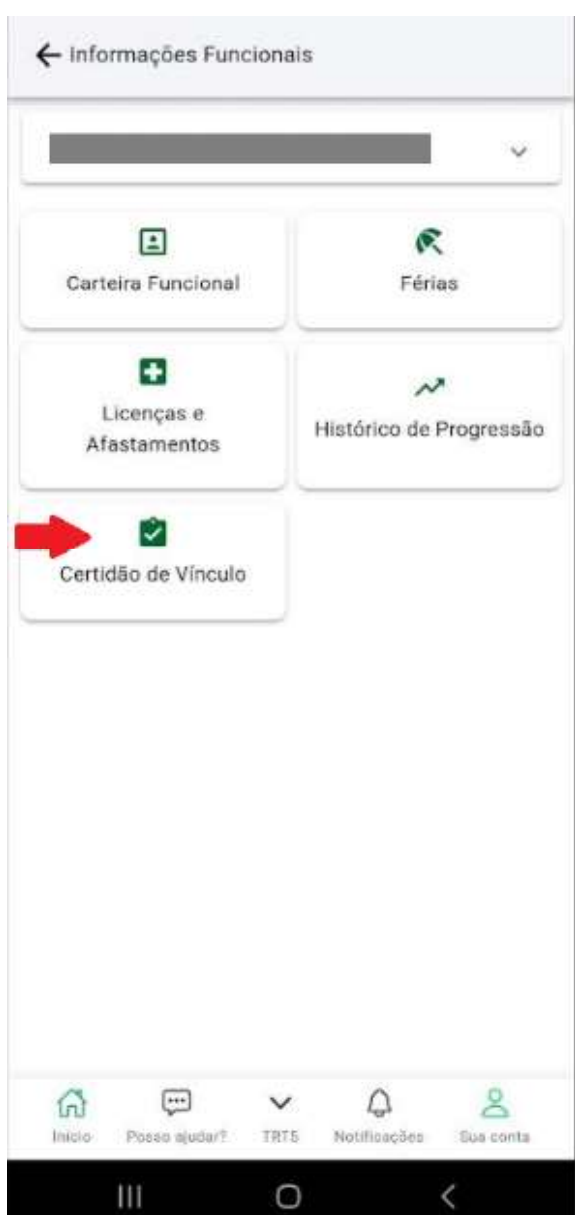 Informações Funcionais
Carteira Funcional
Férias
Licenças e
Afastamentos
Histórico de Progressão
Certidão de Vínculo
Início
Posso ajudar?
TRT5
Notificações
Sua conta